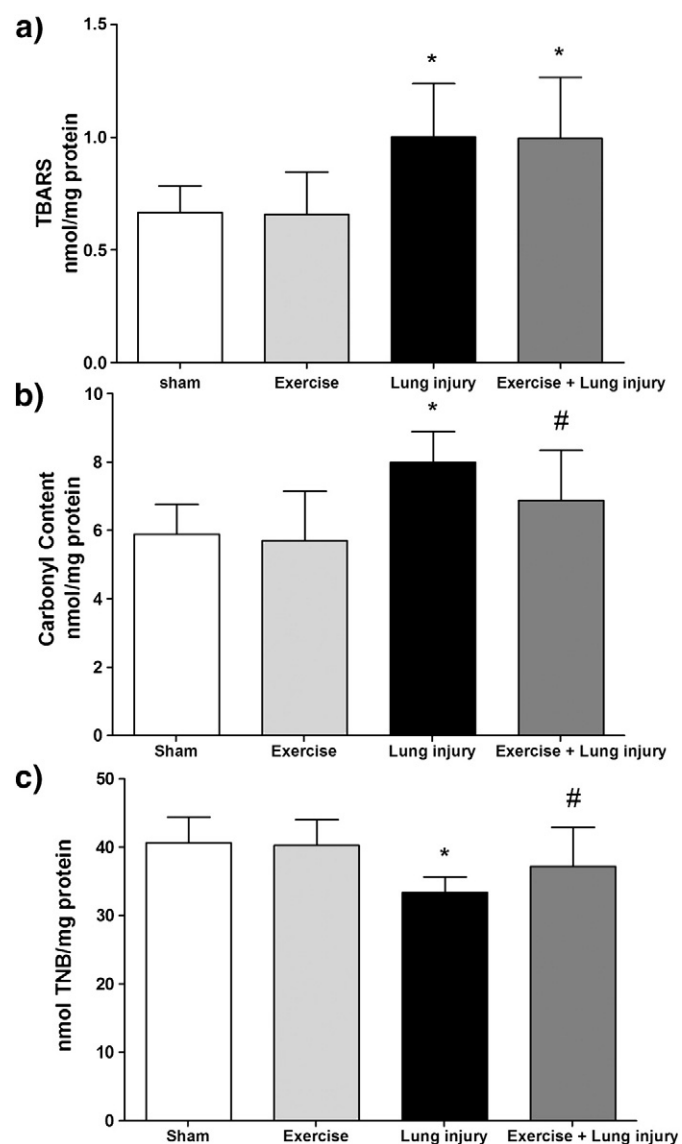 a)
TBARS
nmol/mg protein
1.5
1.0
0.5
0.0
*
*
sham
Exercise
Lung injury
Exercise + Lung injury
b)
Carbonyl Content
nmol/mg protein
10
8
6
4
2
0
*
#
Sham
Exercise
Lung injury
Exercise + Lung injury
c)
nmol TNB/mg protein
50
40
30
20
10
0
*
#
Sham
Exercise
Lung injury
Exercise + Lung injury